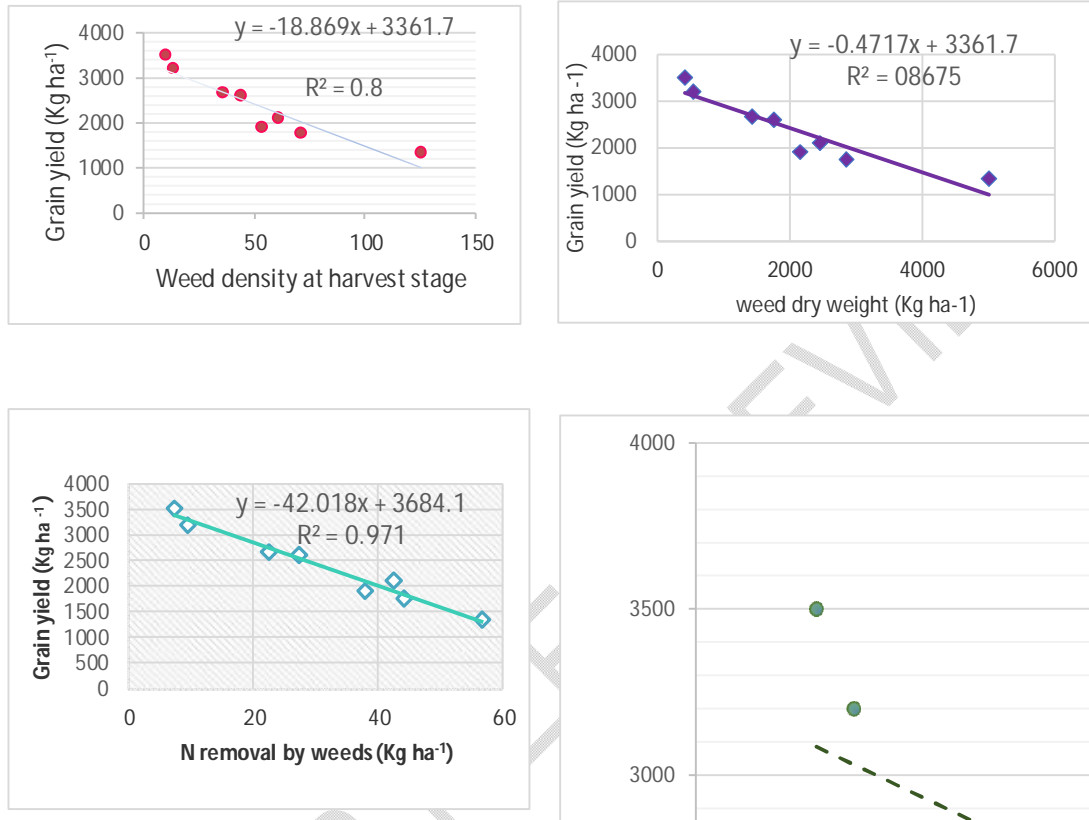 y = -18.869x + 3361.7
R² = 0.8
4000
3000
2000
1000
0
Grain yield (Kg ha⁻¹)
0 50 100 150
Weed density at harvest stage
y = -0.4717x + 3361.7
R² = 08675
4000
3000
2000
1000
0
Grain yield (Kg ha -1)
0 2000 4000 6000
weed dry weight (Kg ha-1)
y = -42.018x + 3684.1
R² = 0.971
4000
3500
3000
2500
2000
1500
1000
500
0
Grain yield (Kg ha ⁻¹)
0 20 40 60
N removal by weeds (Kg ha⁻¹)
4000
3500
3000